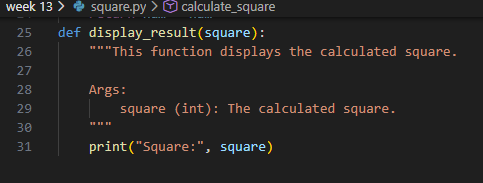 week 13 > square.py > calculate_square
25 def display_result(square):
26     """This function displays the calculated square.
27
28     Args:
29         square (int): The calculated square.
30     """
31     print("Square:", square)